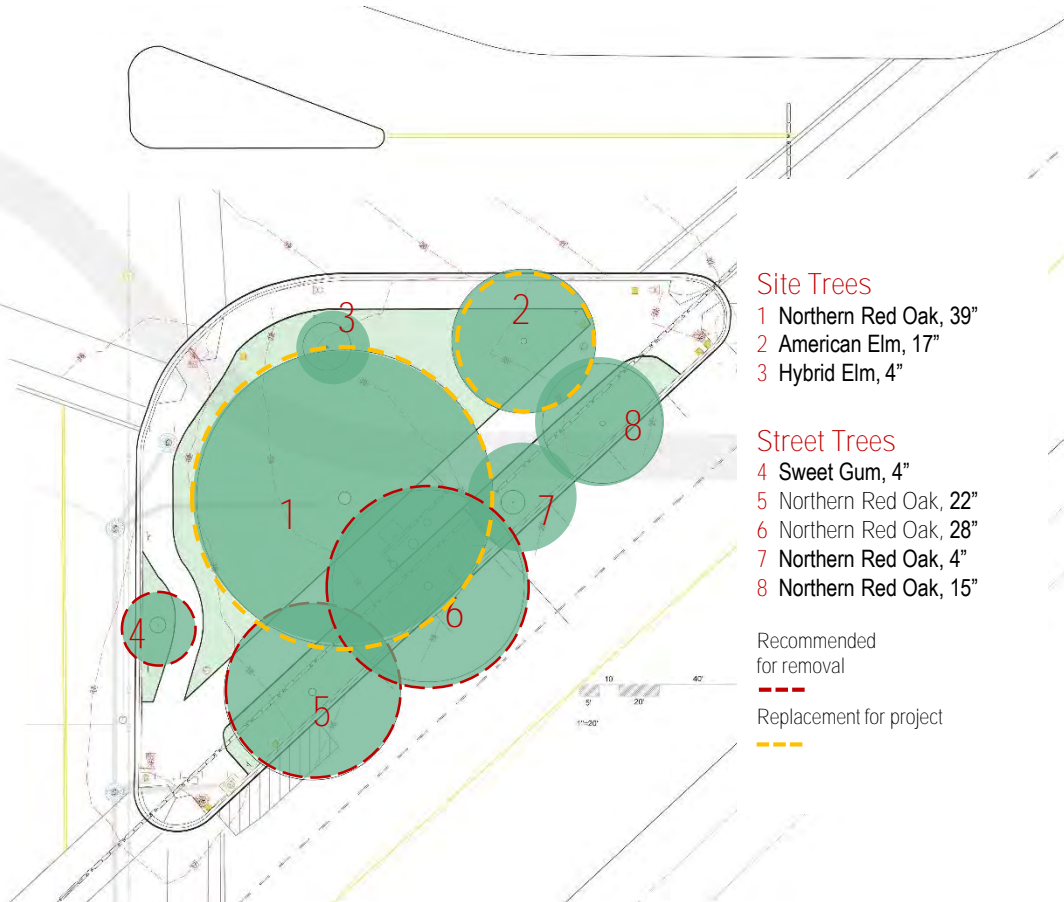 3
2
8
1
7
6
4
5
10'
40'
5'
20'
1"=20'
Site Trees
1 Northern Red Oak, 39”
2 American Elm, 17”
3 Hybrid Elm, 4”
Street Trees
4 Sweet Gum, 4”
5 Northern Red Oak, 22”
6 Northern Red Oak, 28”
7 Northern Red Oak, 4”
8 Northern Red Oak, 15”
Recommended
for removal
Replacement for project